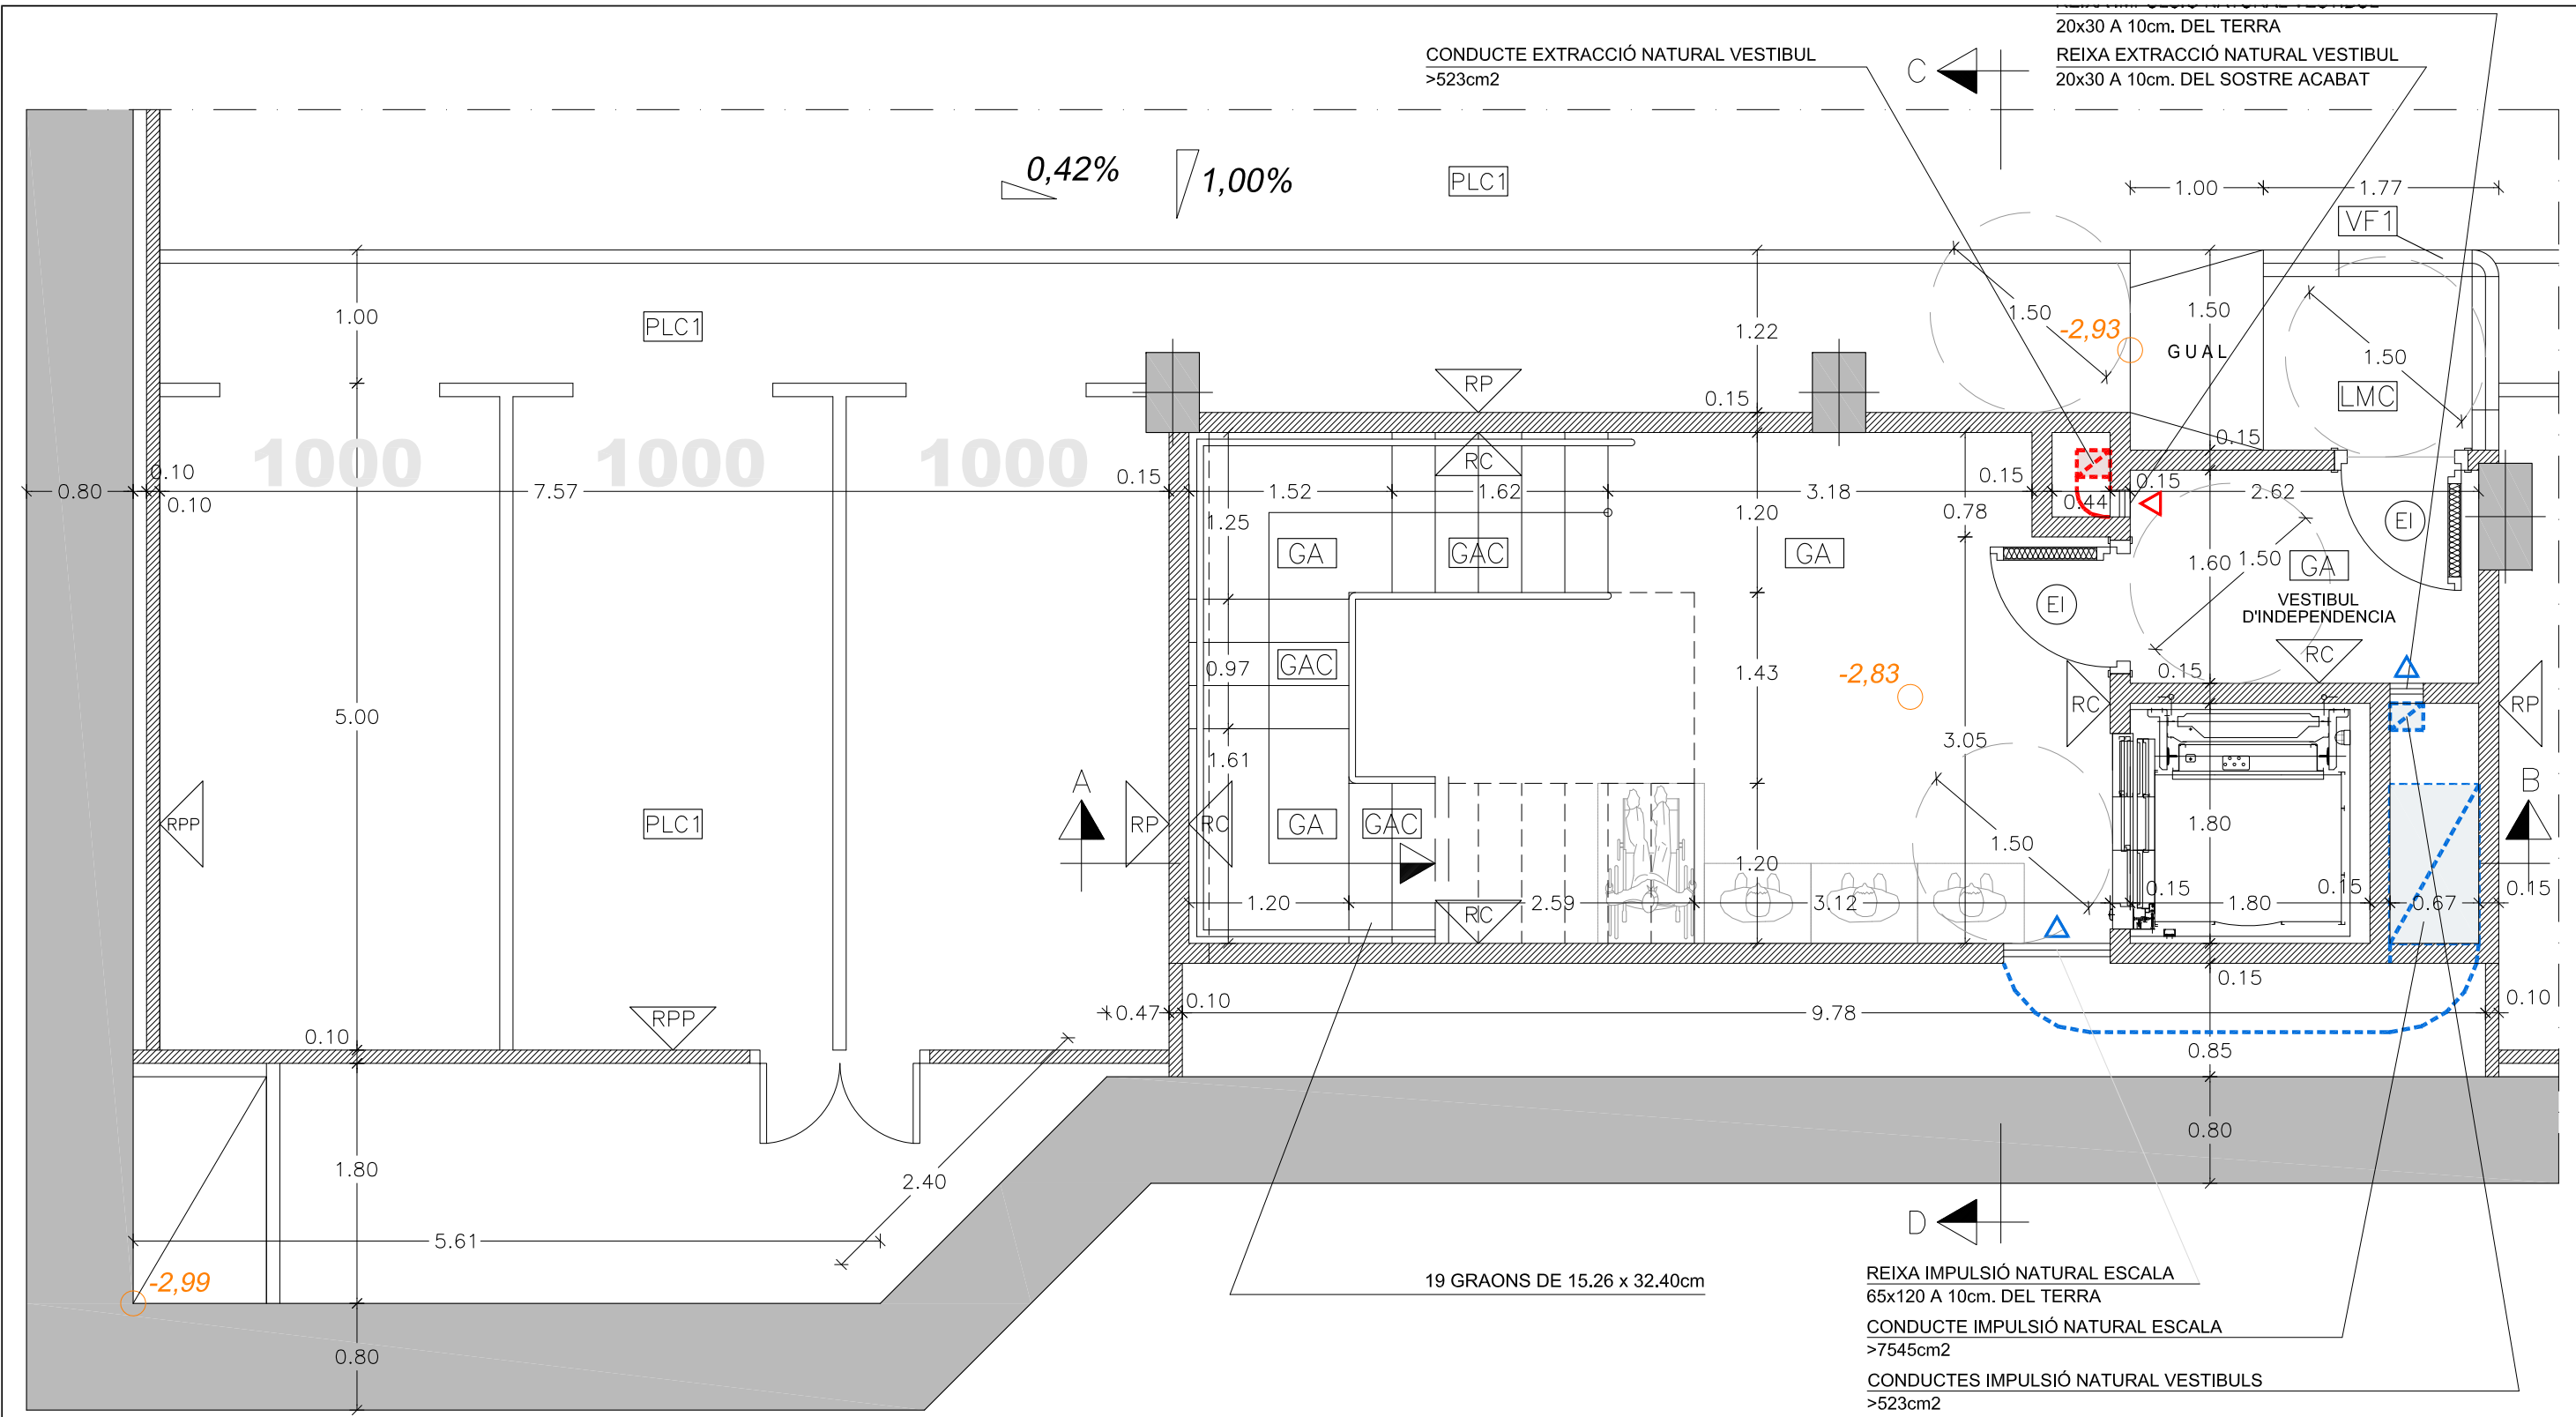 20x30 A 10cm. DEL TERRA
CONDUCTE EXTRACCIÓ NATURAL VESTIBUL
>523cm2
C
REIXA EXTRACCIÓ NATURAL VESTIBUL
20x30 A 10cm. DEL SOSTRE ACABAT
0,42%
1,00%
PLC1
1.00
1.77
VF1
1.00
PLC1
1.22
1.50
-2,93
1.50
GUAL
1.50
RP
0.15
LMC
1000
1000
1000
RC
0.15
0.80
0.10
0.10
7.57
0.15
1.52
1.62
3.18
0.15
0.44
0.15
2.62
1.25
1.20
0.78
EI
GA
GAC
GA
1.60
1.50
GA
EI
VESTIBUL
D'INDEPENDENCIA
GAC
0.97
1.43
-2,83
0.15
RC
RC
RP
5.00
1.61
3.05
A
B
RPP
PLC1
RP
RC
GA
GAC
1.50
1.80
1.20
1.20
RC
2.59
3.12
0.15
1.80
0.15
0.67
0.15
0.15
RPP
0.10
0.47
0.10
9.78
0.10
0.85
0.80
1.80
2.40
5.61
D
-2,99
19 GRAONS DE 15.26 x 32.40cm
REIXA IMPULSIÓ NATURAL ESCALA
65x120 A 10cm. DEL TERRA
CONDUCTE IMPULSIÓ NATURAL ESCALA
>7545cm2
0.80
CONDUCTES IMPULSIÓ NATURAL VESTIBULS
>523cm2